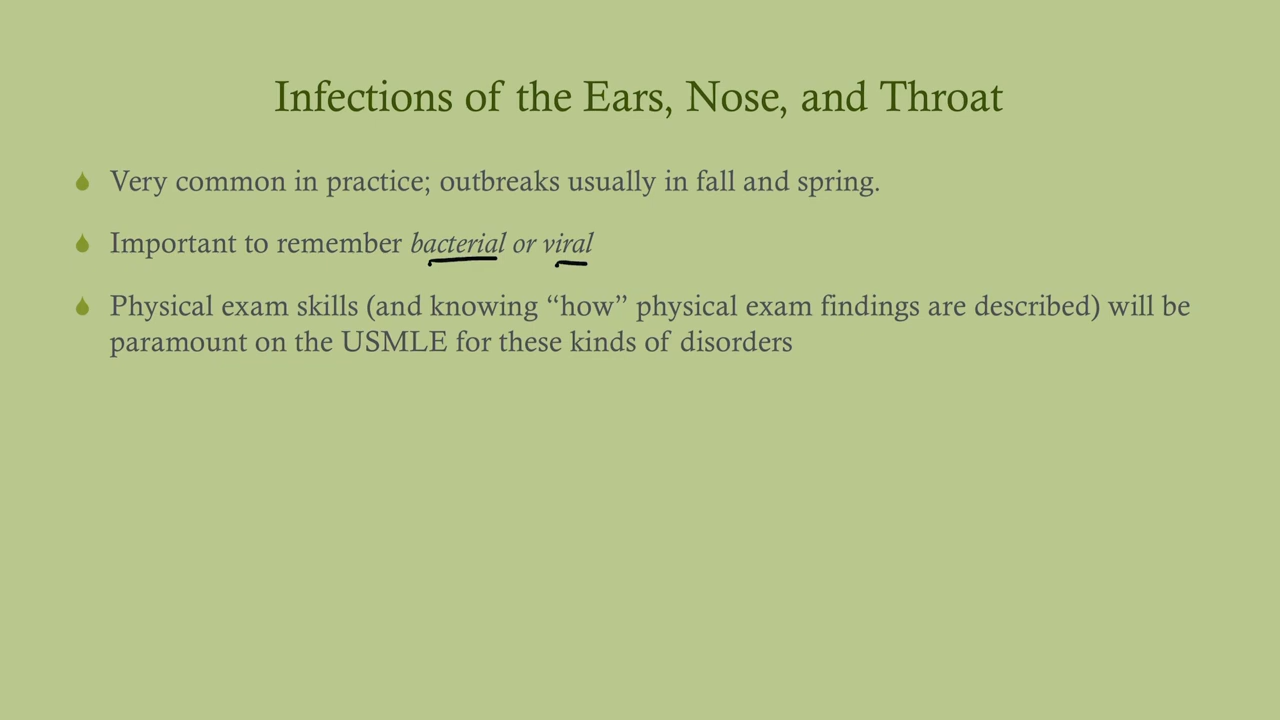 Infections of the Ears, Nose, and Throat
Very common in practice; outbreaks usually in fall and spring.
Important to remember bacterial or viral
Physical exam skills (and knowing “how” physical exam findings are described) will be
paramount on the USMLE for these kinds of disorders